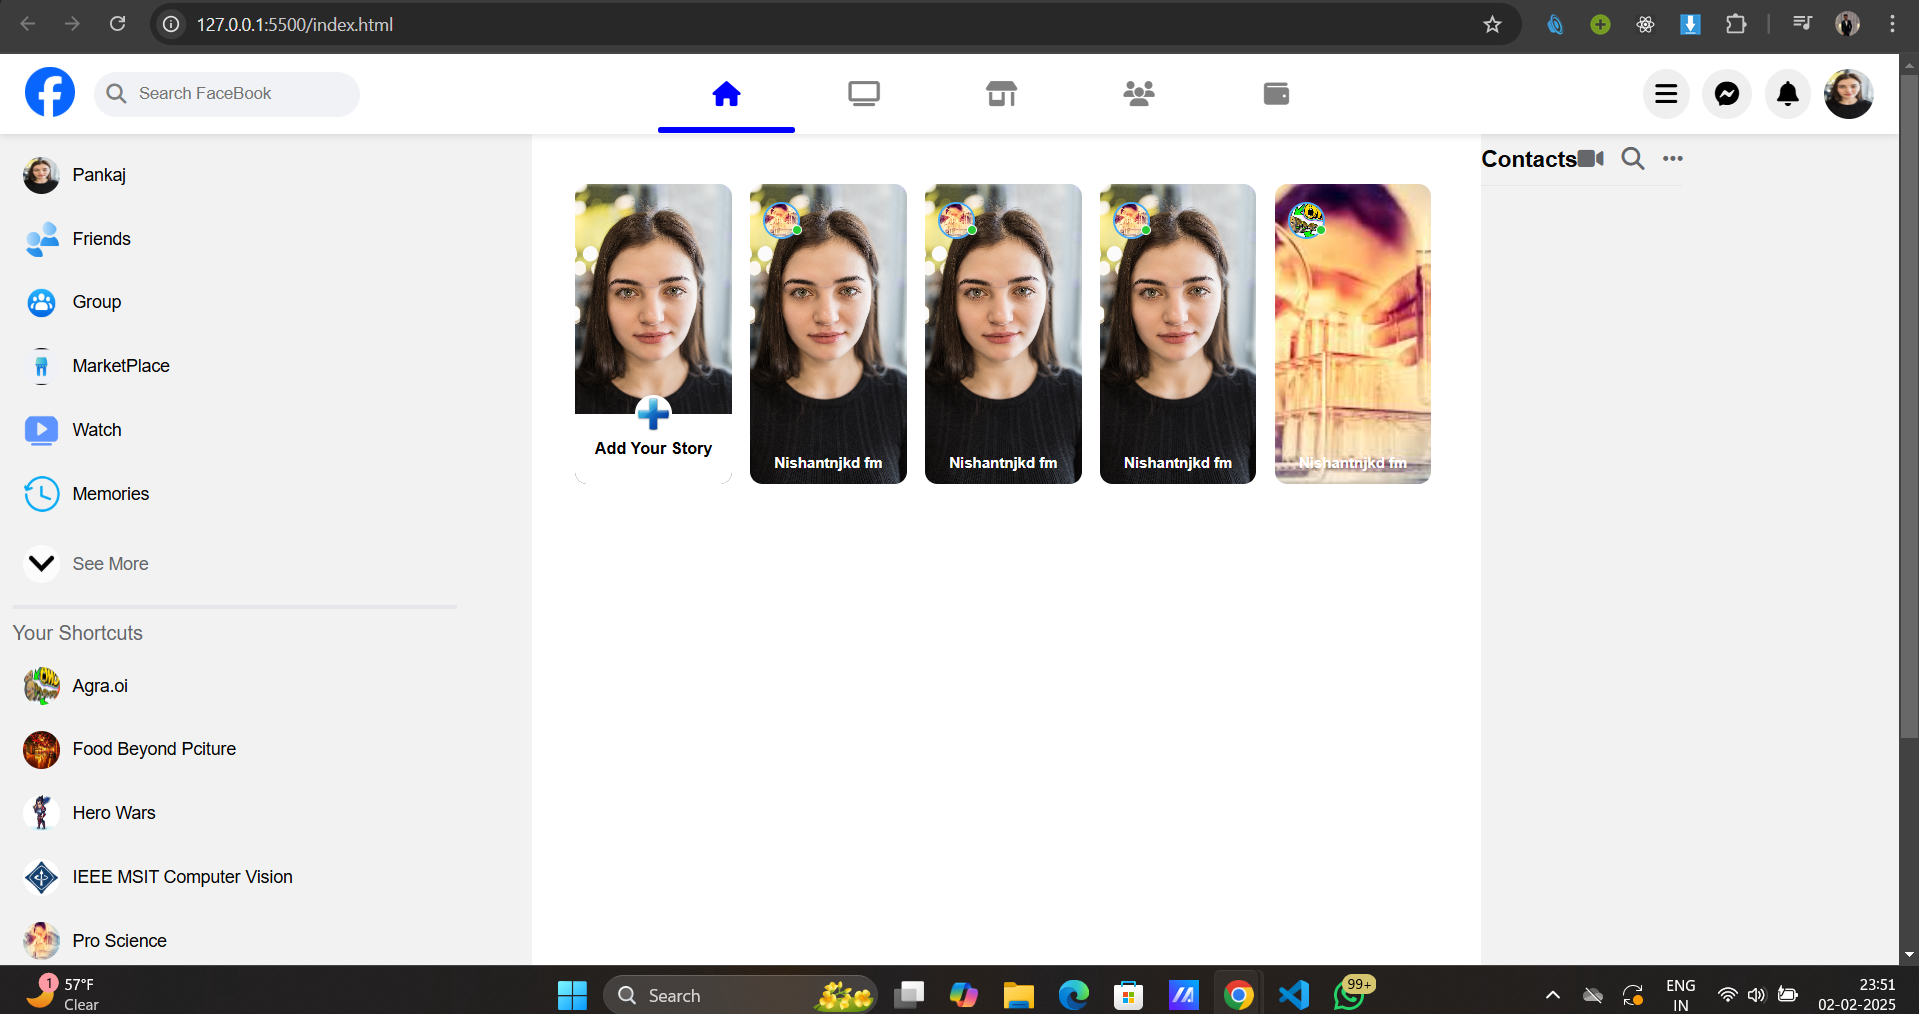 127.0.0.1:5500/index.html
Search FaceBook
Pankaj
Friends
Group
MarketPlace
Watch
Memories
See More
Your Shortcuts
Agra.oi
Food Beyond Pciture
Hero Wars
IEEE MSIT Computer Vision
Pro Science
Add Your Story
Nishantnjkd fm
Nishantnjkd fm
Nishantnjkd fm
Nishantnjkd fm
Contacts
1
57°F
Clear
Search
99+
ENG
IN
23:51
02-02-2025